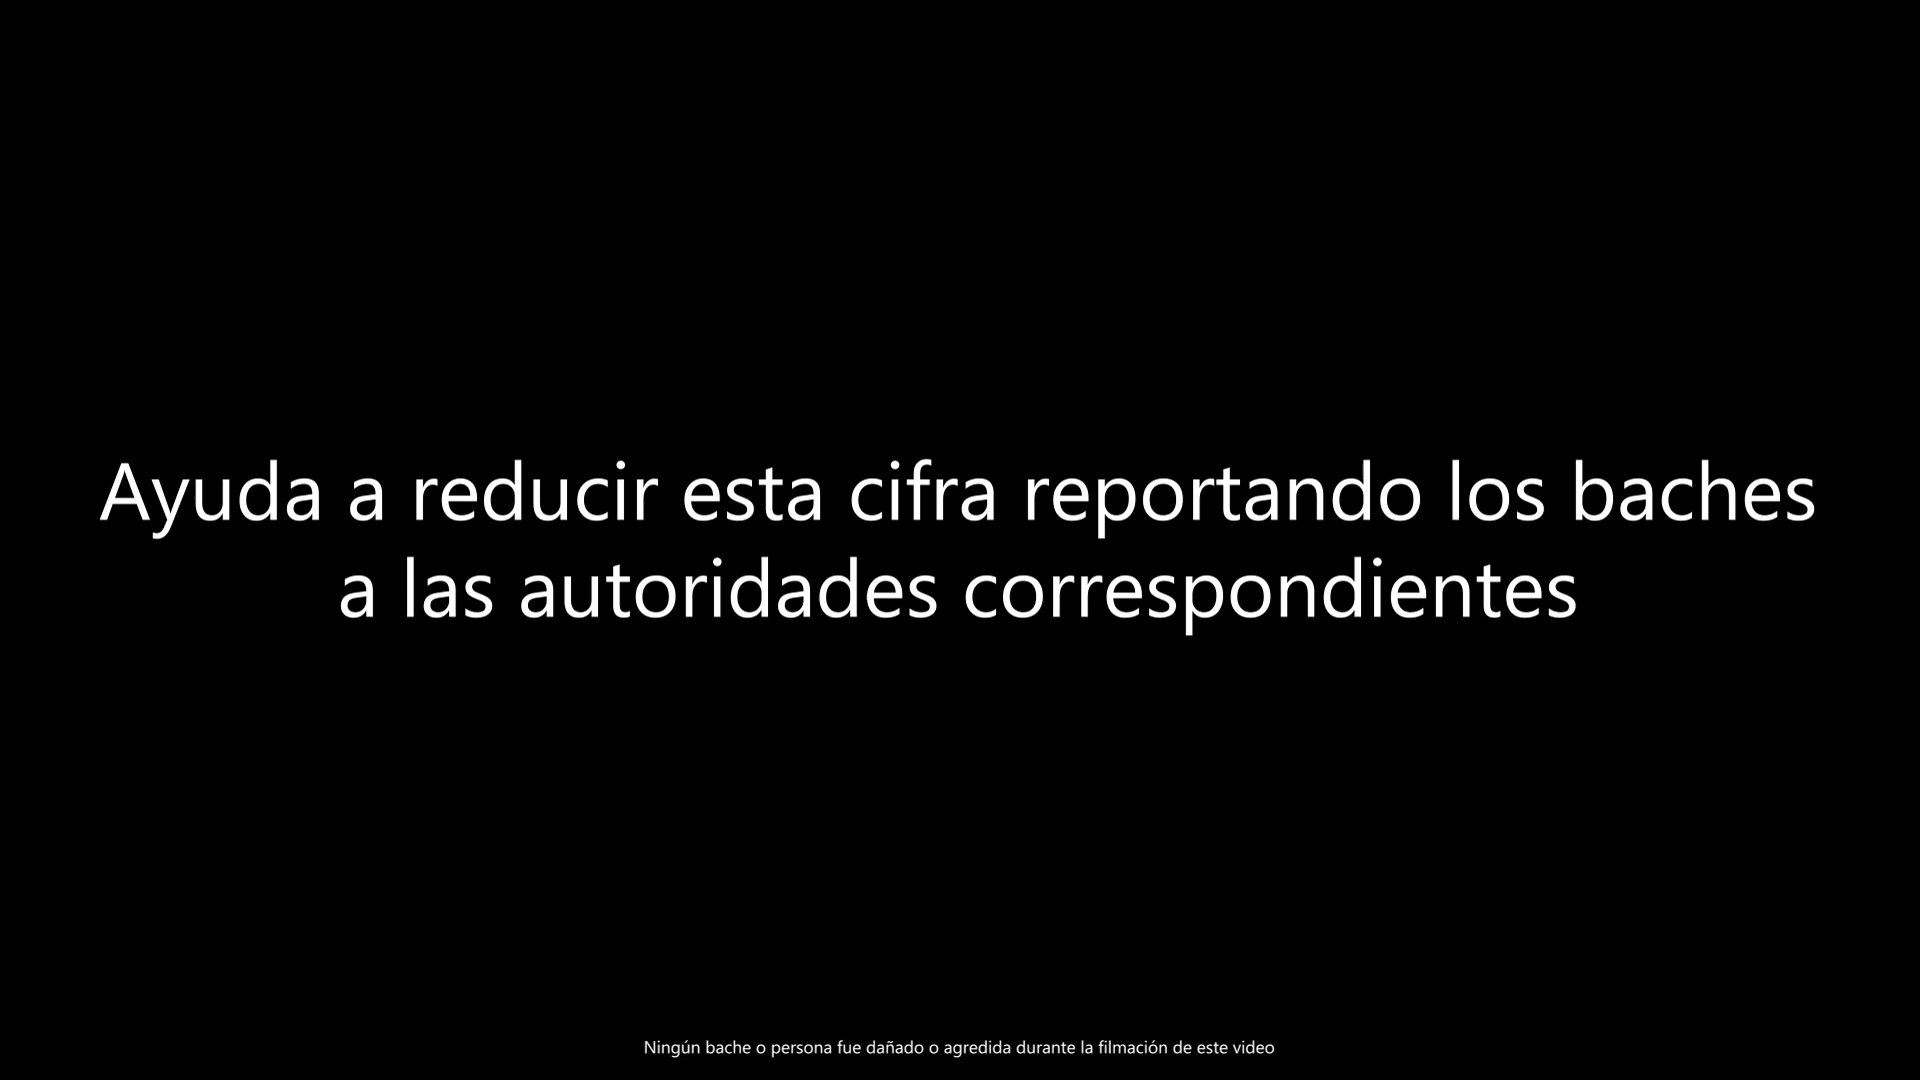 Ayuda a reducir esta cifra reportando los baches
a las autoridades correspondientes
Ningún bache o persona fue dañado o agredida durante la filmación de este video